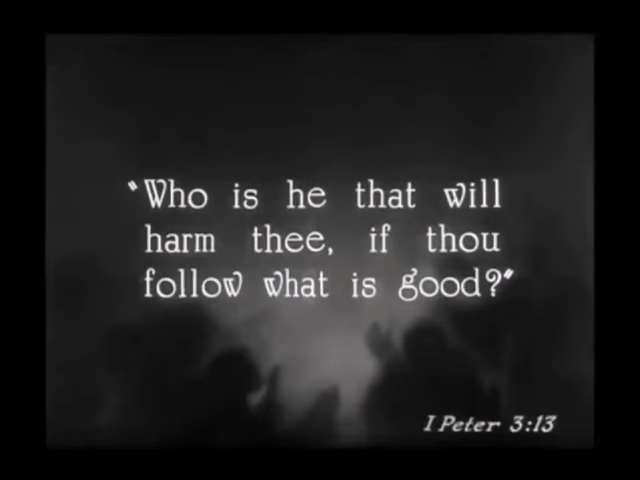 "Who is he that will
harm thee, if thou
follow what is good?"
I Peter 3:13